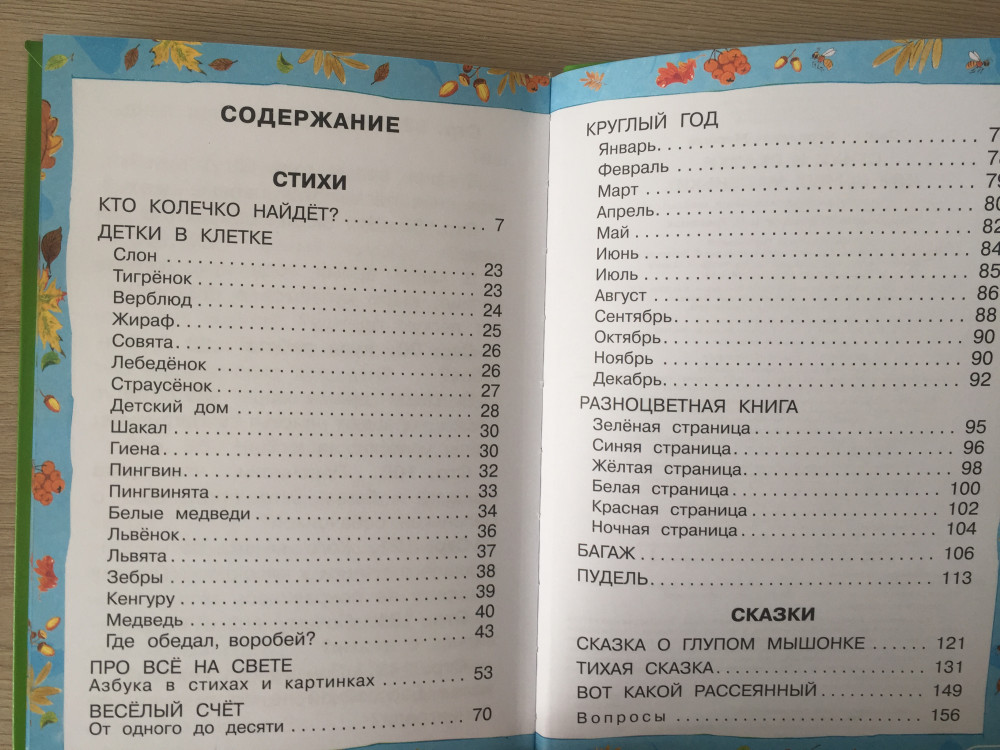 СОДЕРЖАНИЕ
СТИХИ
КТО КОЛЕЧКО НАЙДЁТ? 7
ДЕТКИ В КЛЕТКЕ
Слон 23
Тигрёнок 23
Верблюд 24
Жираф 25
Совята 26
Лебедёнок 26
Страусёнок 27
Детский дом 28
Шакал 30
Гиена 30
Пингвин 32
Пингвинята 33
Белые медведи 34
Львёнок 36
Львята 37
Зебры 38
Кенгуру 39
Медведь 40
Где обедал, воробей? 43
ПРО ВСЁ НА СВЕТЕ
Азбука в стихах и картинках 53
ВЕСЁЛЫЙ СЧЁТ
От одного до десяти 70
КРУГЛЫЙ ГОД
Январь
Февраль
Март 79
Апрель 80
Май 82
Июнь 84
Июль 85
Август 86
Сентябрь 88
Октябрь 90
Ноябрь 90
Декабрь 92
РАЗНОЦВЕТНАЯ КНИГА
Зелёная страница 95
Синяя страница 96
Жёлтая страница 98
Белая страница 100
Красная страница 102
Ночная страница 104
БАГАЖ 106
ПУДЕЛЬ 113
СКАЗКИ
СКАЗКА О ГЛУПОМ МЫШОНКЕ 121
ТИХАЯ СКАЗКА 131
ВОТ КАКОЙ РАССЕЯННЫЙ 149
Вопросы 156